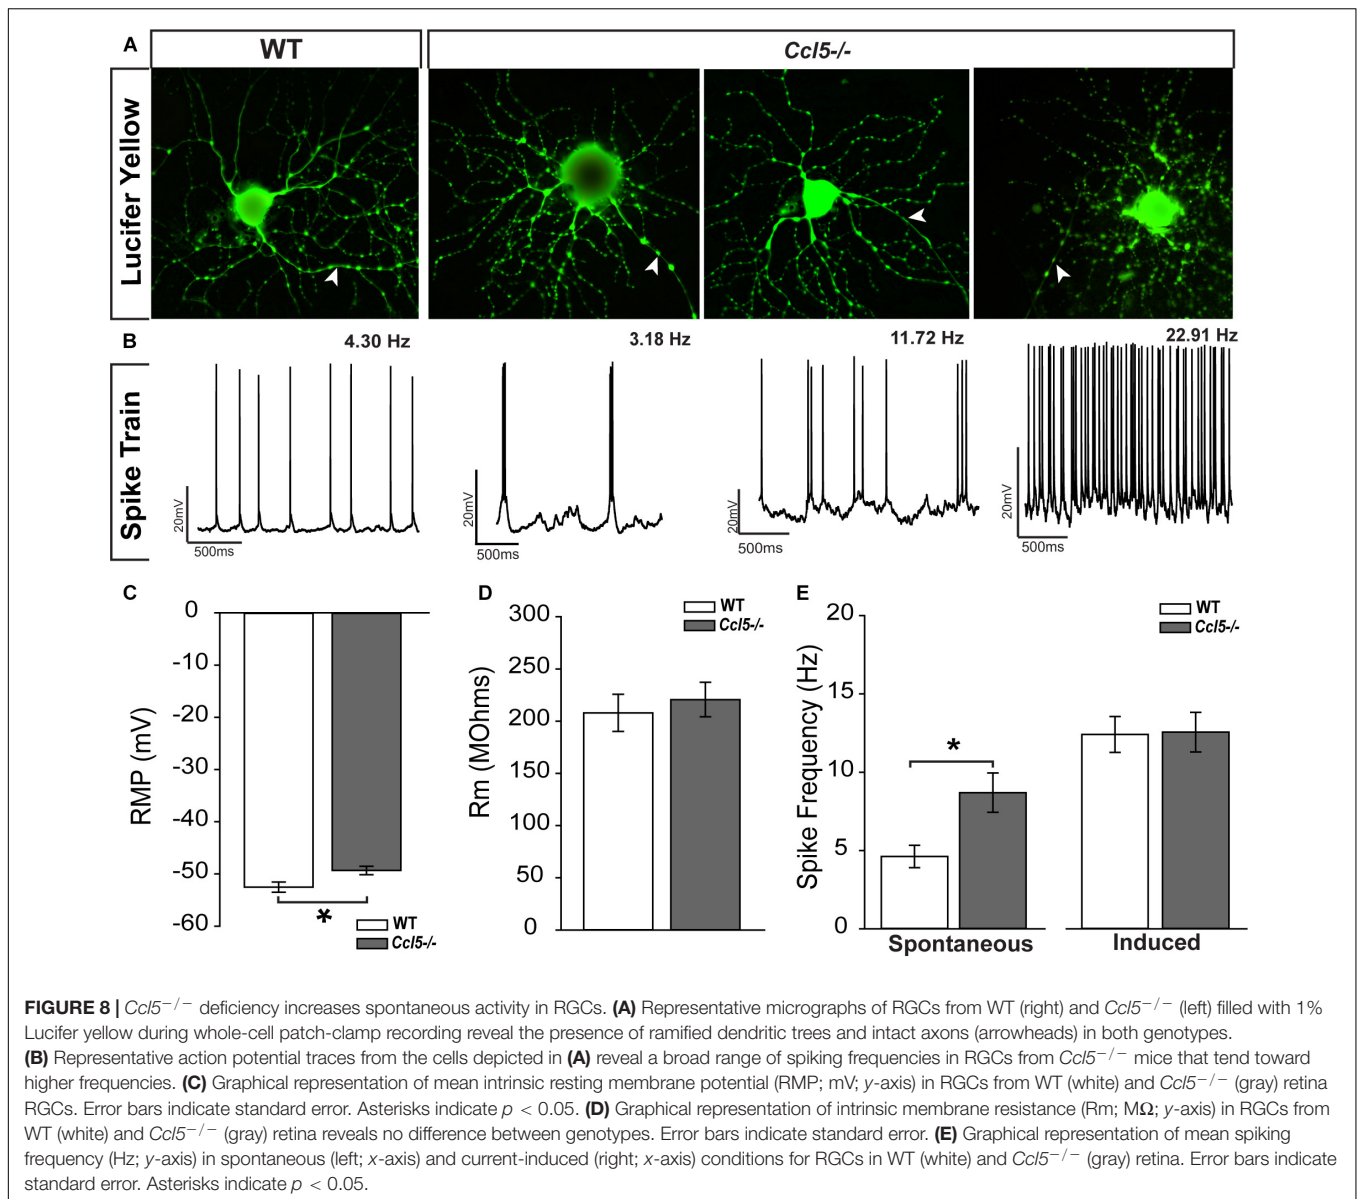 A
WT
Ccl5-/-
Lucifer Yellow
B
4.30 Hz
3.18 Hz
11.72 Hz
22.91 Hz
Spike Train
20mV
500ms
20mV
500ms
20mV
500ms
20mV
500ms
C
0
-10
-20
-30
-40
-50
-60
RMP (mV)
*
WT
Ccl5-/-
D
300
250
200
150
100
50
0
Rm (MOhms)
WT
Ccl5-/-
E
20
15
10
5
0
Spike Frequency (Hz)
*
WT
Ccl5-/-
Spontaneous
Induced
FIGURE 8 | Ccl5−/− deficiency increases spontaneous activity in RGCs. (A) Representative micrographs of RGCs from WT (right) and Ccl5−/− (left) filled with 1%
Lucifer yellow during whole-cell patch-clamp recording reveal the presence of ramified dendritic trees and intact axons (arrowheads) in both genotypes.
(B) Representative action potential traces from the cells depicted in (A) reveal a broad range of spiking frequencies in RGCs from Ccl5−/− mice that tend toward
higher frequencies. (C) Graphical representation of mean intrinsic resting membrane potential (RMP; mV; y-axis) in RGCs from WT (white) and Ccl5−/− (gray) retina
RGCs. Error bars indicate standard error. Asterisks indicate p < 0.05. (D) Graphical representation of intrinsic membrane resistance (Rm; MΩ; y-axis) in RGCs from
WT (white) and Ccl5−/− (gray) retina reveals no difference between genotypes. Error bars indicate standard error. (E) Graphical representation of mean spiking
frequency (Hz; y-axis) in spontaneous (left; x-axis) and current-induced (right; x-axis) conditions for RGCs in WT (white) and Ccl5−/− (gray) retina. Error bars indicate
standard error. Asterisks indicate p < 0.05.